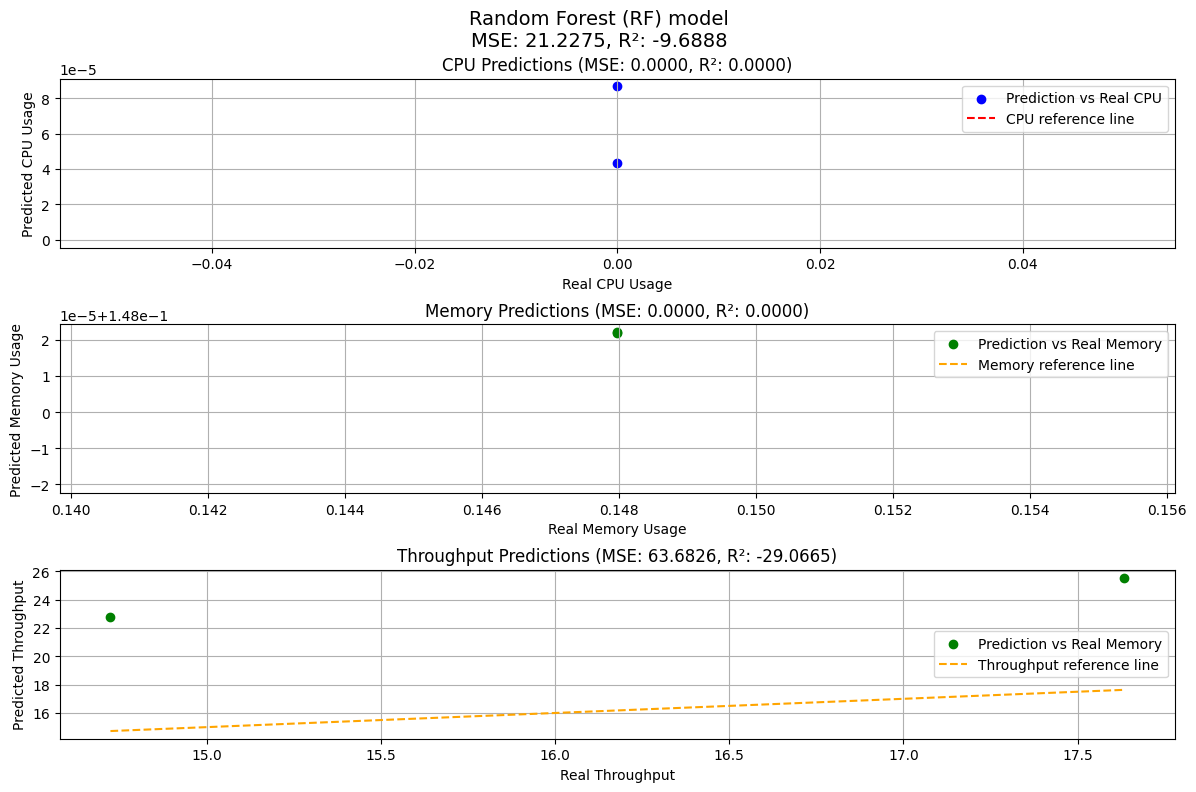 Random Forest (RF) model
MSE: 21.2275, R²: -9.6888
CPU Predictions (MSE: 0.0000, R²: 0.0000)
1e−5
Predicted CPU Usage
8
6
4
2
0
Prediction vs Real CPU
CPU reference line
−0.04 −0.02 0.00 0.02 0.04
Real CPU Usage
Memory Predictions (MSE: 0.0000, R²: 0.0000)
1e−5+1.48e−1
Predicted Memory Usage
2
1
0
−1
−2
Prediction vs Real Memory
Memory reference line
0.140 0.142 0.144 0.146 0.148 0.150 0.152 0.154 0.156
Real Memory Usage
Throughput Predictions (MSE: 63.6826, R²: -29.0665)
Predicted Throughput
26
24
22
20
18
16
Prediction vs Real Memory
Throughput reference line
15.0 15.5 16.0 16.5 17.0 17.5
Real Throughput